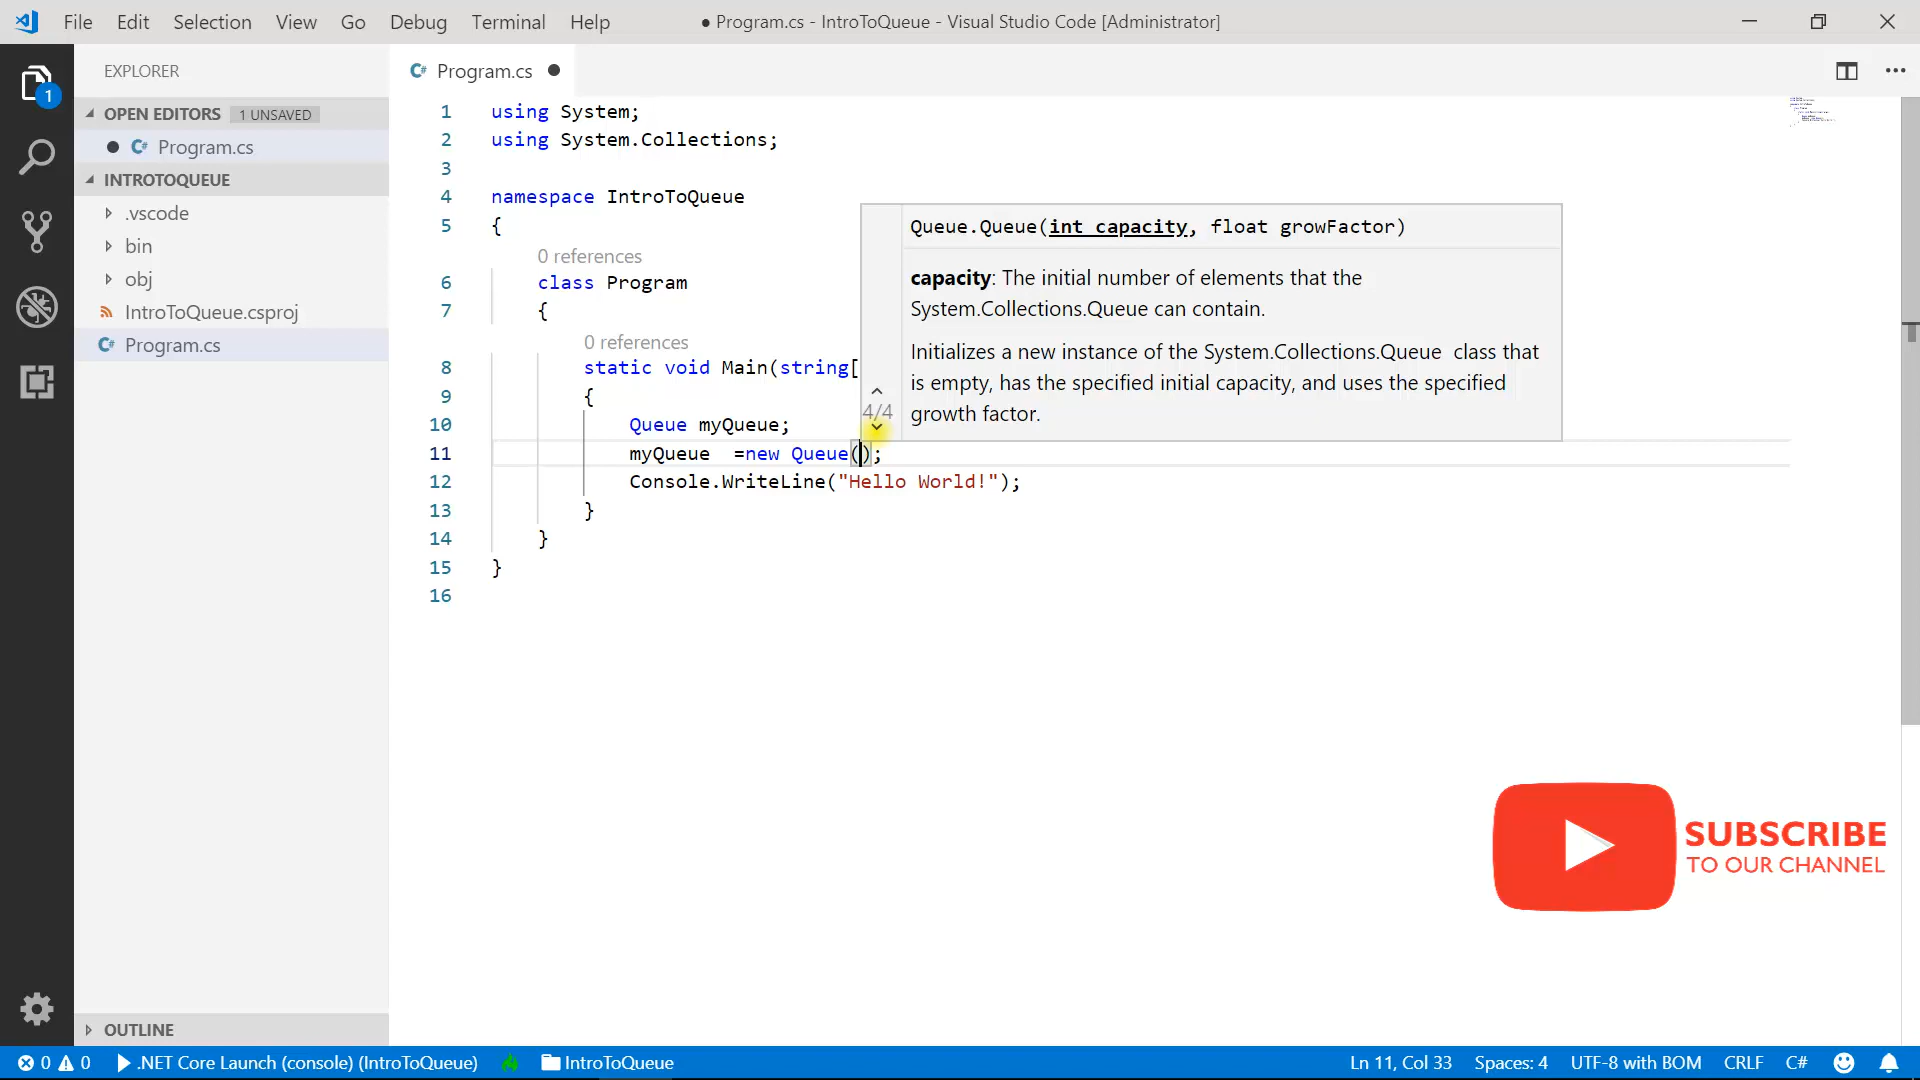 File Edit Selection View Go Debug Terminal Help ● Program.cs - IntroToQueue - Visual Studio Code [Administrator]
EXPLORER
1
OPEN EDITORS 1 UNSAVED
Program.cs
INTROTOQUEUE
.vscode
bin
obj
IntroToQueue.csproj
Program.cs
OUTLINE
Program.cs
1 using System;
2 using System.Collections;
3
4 namespace IntroToQueue
5 {
0 references
6 class Program
7 {
0 references
8 static void Main(string[
9 {
10 Queue myQueue;
11 myQueue  =new Queue();
12 Console.WriteLine("Hello World!");
13 }
14 }
15 }
16
Queue.Queue(int capacity, float growFactor)
capacity: The initial number of elements that the
System.Collections.Queue can contain.
Initializes a new instance of the System.Collections.Queue class that
is empty, has the specified initial capacity, and uses the specified
growth factor.
4/4
SUBSCRIBE
TO OUR CHANNEL
0 0 .NET Core Launch (console) (IntroToQueue) IntroToQueue Ln 11, Col 33 Spaces: 4 UTF-8 with BOM CRLF C#